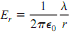 E_r = \frac{1}{2\pi\epsilon_0} \frac{\lambda}{r}